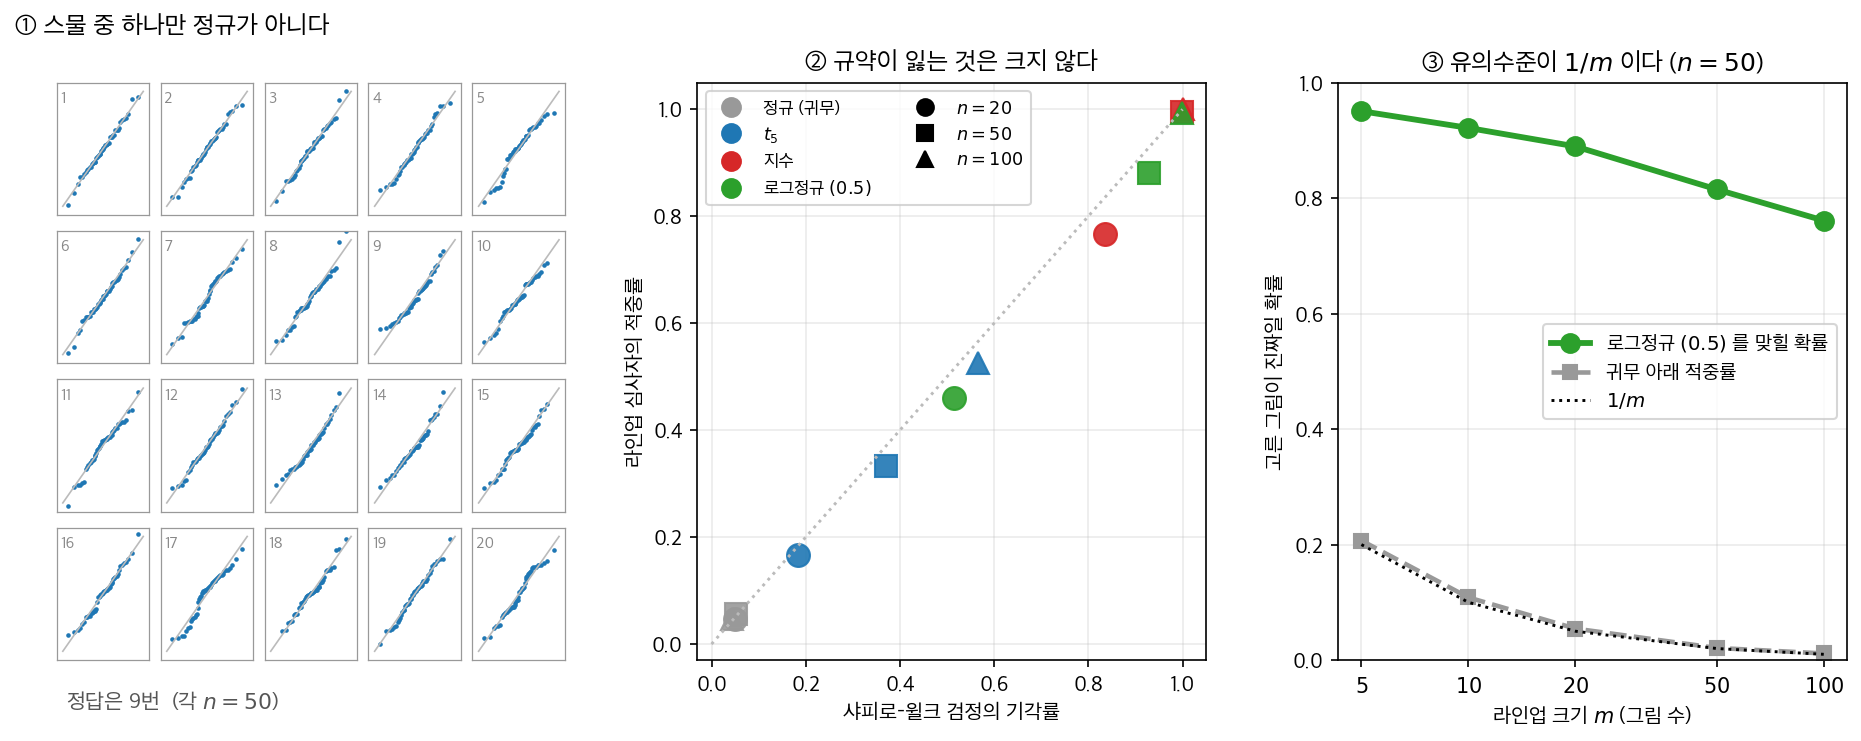 ① 스물 중 하나만 정규가 아니다
1
2
3
4
5
6
7
8
9
10
11
12
13
14
15
16
17
18
19
20
정답은 9번 (각 n = 50)
② 규약이 잃는 것은 크지 않다
정규 (귀무)
t₅
지수
로그정규 (0.5)
n = 20
n = 50
n = 100
라인업 심사자의 적중률
1.0
0.8
0.6
0.4
0.2
0.0
0.0 0.2 0.4 0.6 0.8 1.0
샤피로-윌크 검정의 기각률
③ 유의수준이 1/m 이다 (n = 50)
고른 그림이 진짜일 확률
1.0
0.8
0.6
0.4
0.2
0.0
로그정규 (0.5) 를 맞힐 확률
귀무 아래 적중률
1/m
5 10 20 50 100
라인업 크기 m (그림 수)